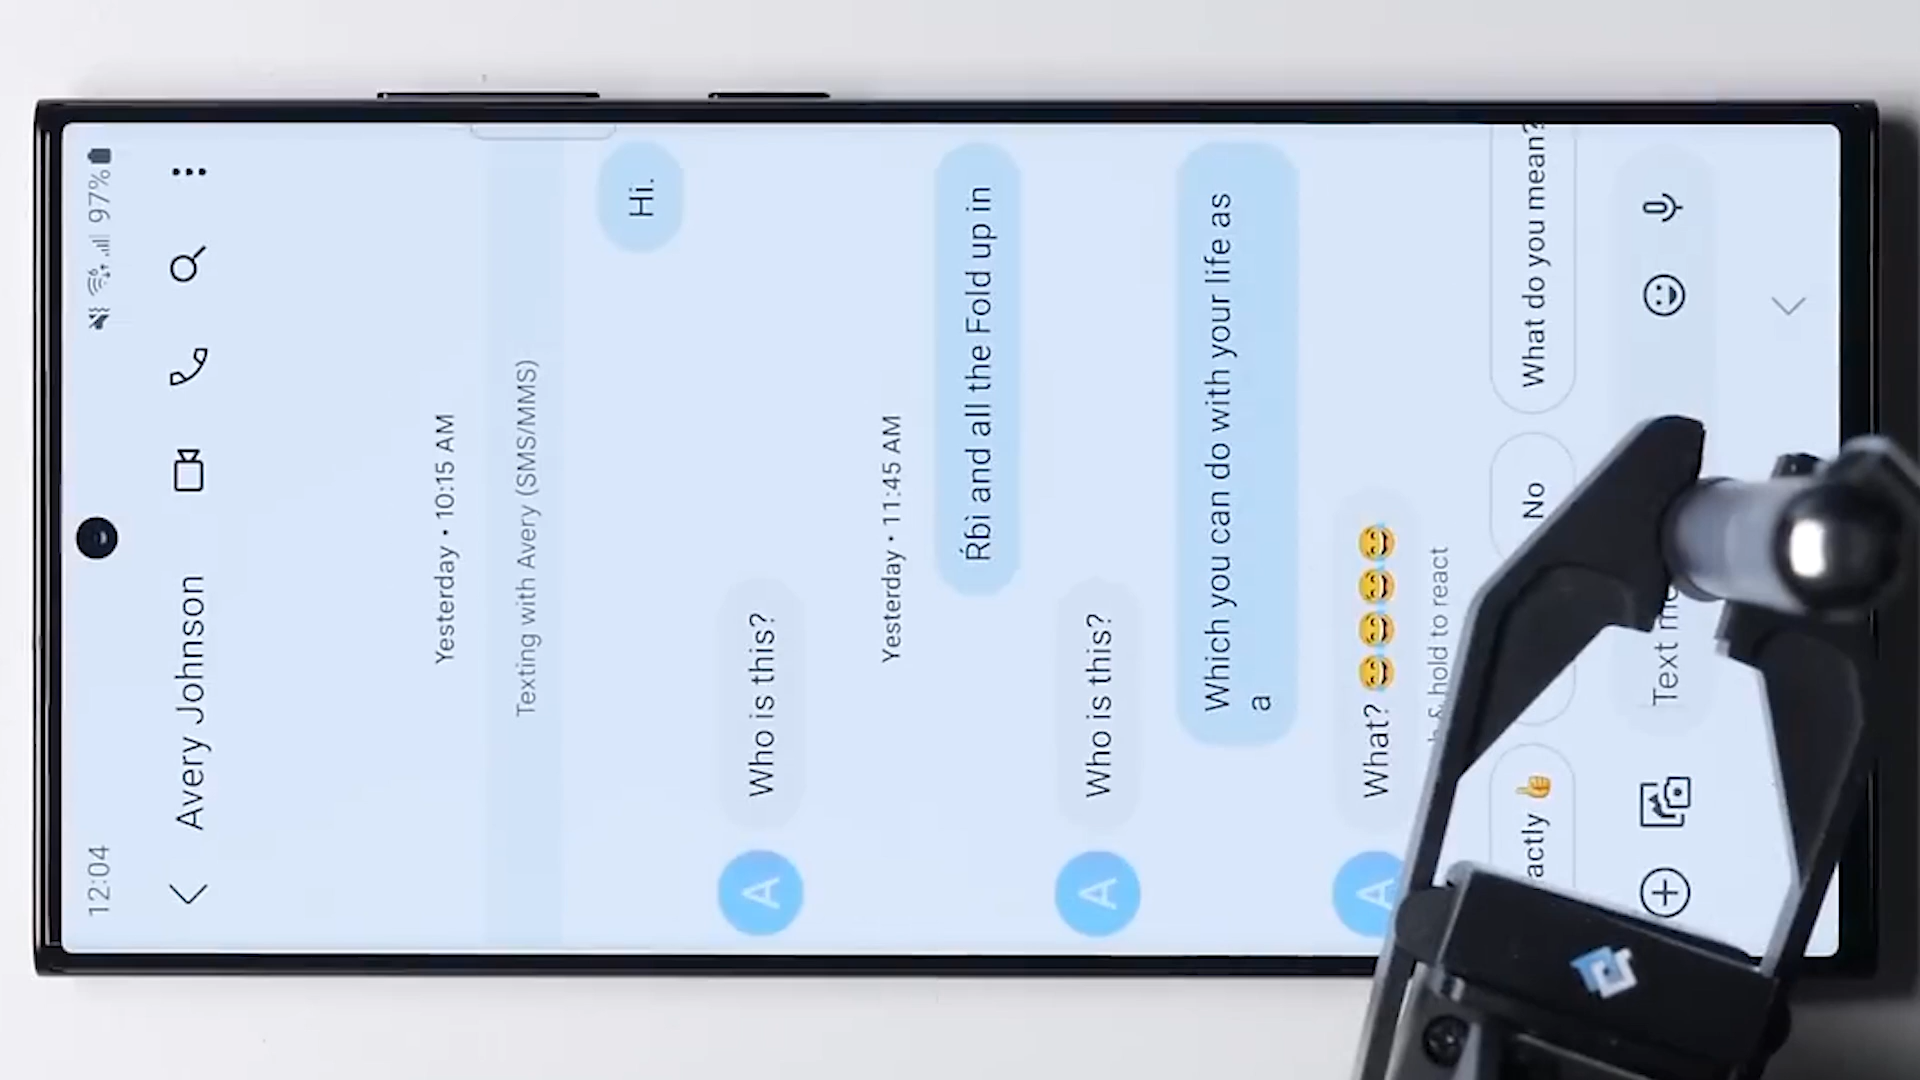 12:04
97%
Avery Johnson
Yesterday • 10:15 AM
Texting with Avery (SMS/MMS)
Hi.
A
Who is this?
Yesterday • 11:45 AM
Ŕbì and all the Fold up in
A
Who is this?
Which you can do with your life as
a
A
What? 😂😂😂😂
& hold to react
actly 👍
No
What do you mean?
Text